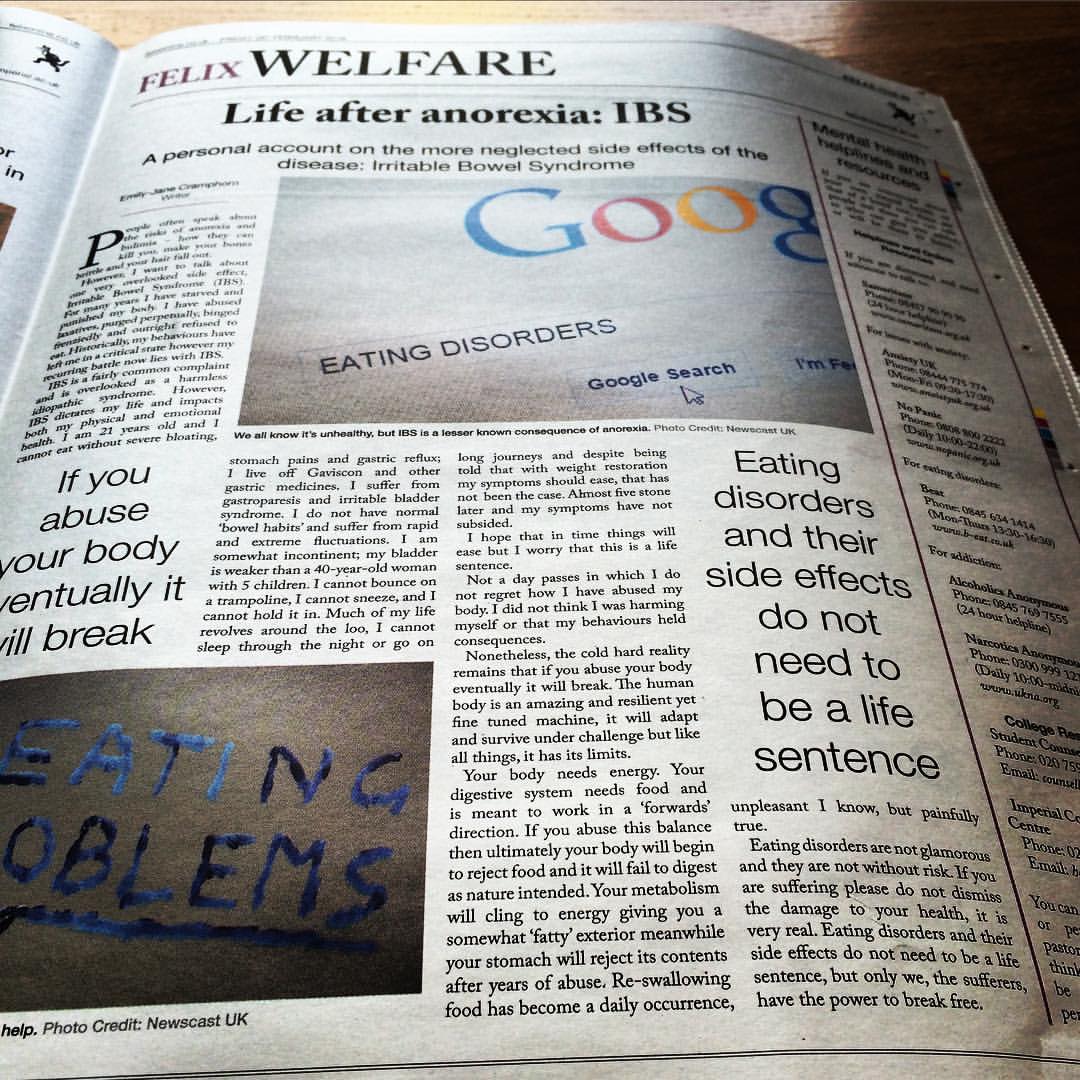 or
in
FELIX WELFARE
Life after anorexia: IBS
A personal account on the more neglected side effects of the
disease: Irritable Bowel Syndrome
Emily-Jane Cramphorn
Writer
People often speak about
the risks of anorexia and
bulimia – how they can
kill you, make your bones
brittle and your hair fall out.
However, I want to talk about
one very overlooked side effect,
Irritable Bowel Syndrome (IBS).
For many years I have starved and
punished my body. I have abused
laxatives, purged perpetually, binged
frenziedly and outright refused to
eat. Historically, my behaviours have
left me in a critical state however my
recurring battle now lies with IBS.
IBS is a fairly common complaint
and is overlooked as a harmless
idiopathic syndrome. However,
IBS dictates my life and impacts
both my physical and emotional
health. I am 21 years old and I
cannot eat without severe bloating,
Goog
EATING DISORDERS
Google Search
I'm Fe
We all know it's unhealthy, but IBS is a lesser known consequence of anorexia. Photo Credit: Newscast UK
If you
abuse
your body
eventually it
will break
stomach pains and gastric reflux;
I live off Gaviscon and other
gastric medicines. I suffer from
gastroparesis and irritable bladder
syndrome. I do not have normal
'bowel habits' and suffer from rapid
and extreme fluctuations. I am
somewhat incontinent; my bladder
is weaker than a 40-year-old woman
with 5 children. I cannot bounce on
a trampoline, I cannot sneeze, and I
cannot hold it in. Much of my life
revolves around the loo, I cannot
sleep through the night or go on
long journeys and despite being
told that with weight restoration
my symptoms should ease, that has
not been the case. Almost five stone
later and my symptoms have not
subsided.
I hope that in time things will
ease but I worry that this is a life
sentence.
Not a day passes in which I do
not regret how I have abused my
body. I did not think I was harming
myself or that my behaviours held
consequences.
Nonetheless, the cold hard reality
remains that if you abuse your body
eventually it will break. The human
body is an amazing and resilient yet
fine tuned machine, it will adapt
and survive under challenge but like
all things, it has its limits.
Your body needs energy. Your
digestive system needs food and
is meant to work in a 'forwards'
direction. If you abuse this balance
then ultimately your body will begin
to reject food and it will fail to digest
as nature intended. Your metabolism
will cling to energy giving you a
somewhat 'fatty' exterior meanwhile
your stomach will reject its contents
after years of abuse. Re-swallowing
food has become a daily occurrence,
Eating
disorders
and their
side effects
do not
need to
be a life
sentence
unpleasant I know, but painfully
true.
Eating disorders are not glamorous
and they are not without risk. If you
are suffering please do not dismiss
the damage to your health, it is
very real. Eating disorders and their
side effects do not need to be a life
sentence, but only we, the sufferers,
have the power to break free.
EATING
OBLEMS
help. Photo Credit: Newscast UK
Mental health
helplines and
resources
For issues with anxiety:
Anxiety UK
Phone: 08444 775 774
(Mon-Fri 09:30-17:30)
www.anxietyuk.org.uk
No Panic
Phone: 0808 800 2222
(Daily 10:00-22:00)
www.nopanic.org.uk
For eating disorders:
Beat
Phone: 0845 634 1414
(Mon-Thurs 13:30-16:30)
www.b-eat.co.uk
For addiction:
Alcoholics Anonymous
Phone: 0845 769 7555
(24 hour helpline)
Narcotics Anonymous
Phone: 0300 999 121
(Daily 10:00-midni
www.ukna.org
College Res
Student Couns
Phone: 020 759
Email: counsell
Imperial Co
Centre
Phone: 02
Email: b
You can
or pe
pastor
think
be
per